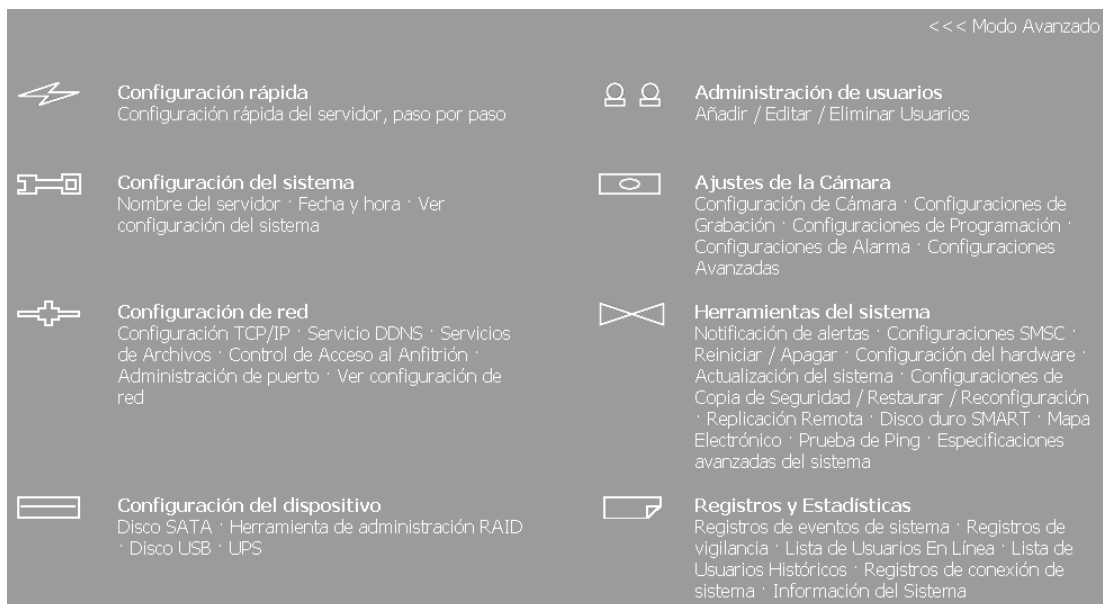 <<< Modo Avanzado
Configuración rápida
Configuración rápida del servidor, paso por paso
Administración de usuarios
Añadir / Editar / Eliminar Usuarios
Configuración del sistema
Nombre del servidor · Fecha y hora · Ver
configuración del sistema
Ajustes de la Cámara
Configuración de Cámara · Configuraciones de
Grabación · Configuraciones de Programación ·
Configuraciones de Alarma · Configuraciones
Avanzadas
Configuración de red
Configuración TCP/IP · Servicio DDNS · Servicios
de Archivos · Control de Acceso al Anfitrión ·
Administración de puerto · Ver configuración de
red
Herramientas del sistema
Notificación de alertas · Configuraciones SMSC ·
Reiniciar / Apagar · Configuración del hardware ·
Actualización del sistema · Configuraciones de
Copia de Seguridad / Restaurar / Reconfiguración
· Replicación Remota · Disco duro SMART · Mapa
Electrónico · Prueba de Ping · Especificaciones
avanzadas del sistema
Configuración del dispositivo
Disco SATA · Herramienta de administración RAID
· Disco USB · UPS
Registros y Estadísticas
Registros de eventos de sistema · Registros de
vigilancia · Lista de Usuarios En Línea · Lista de
Usuarios Históricos · Registros de conexión de
sistema · Información del Sistema